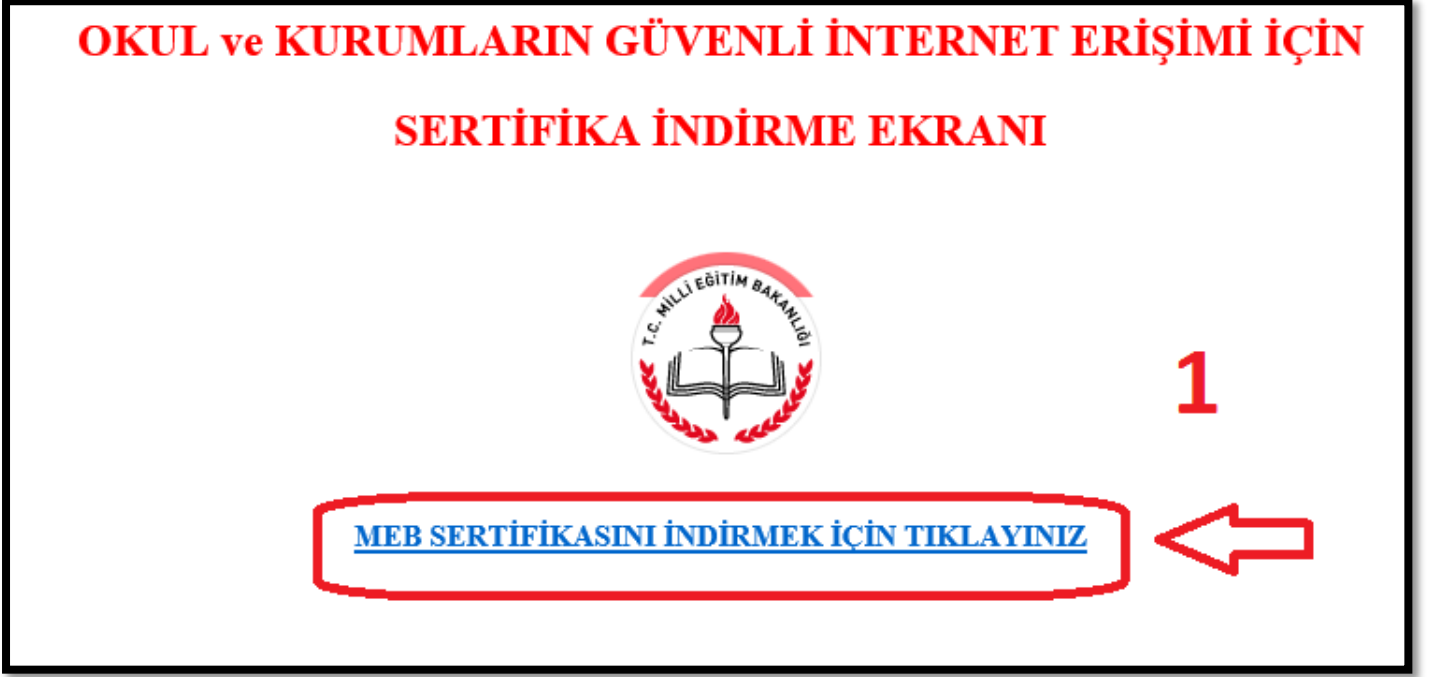 OKUL ve KURUMLARIN GÜVENLİ İNTERNET ERİŞİMİ İÇİN
SERTİFİKA İNDİRME EKRANI
T.C. MİLLİ EĞİTİM BAKANLIĞI
1
MEB SERTİFİKASINI İNDİRMEK İÇİN TIKLAYINIZ